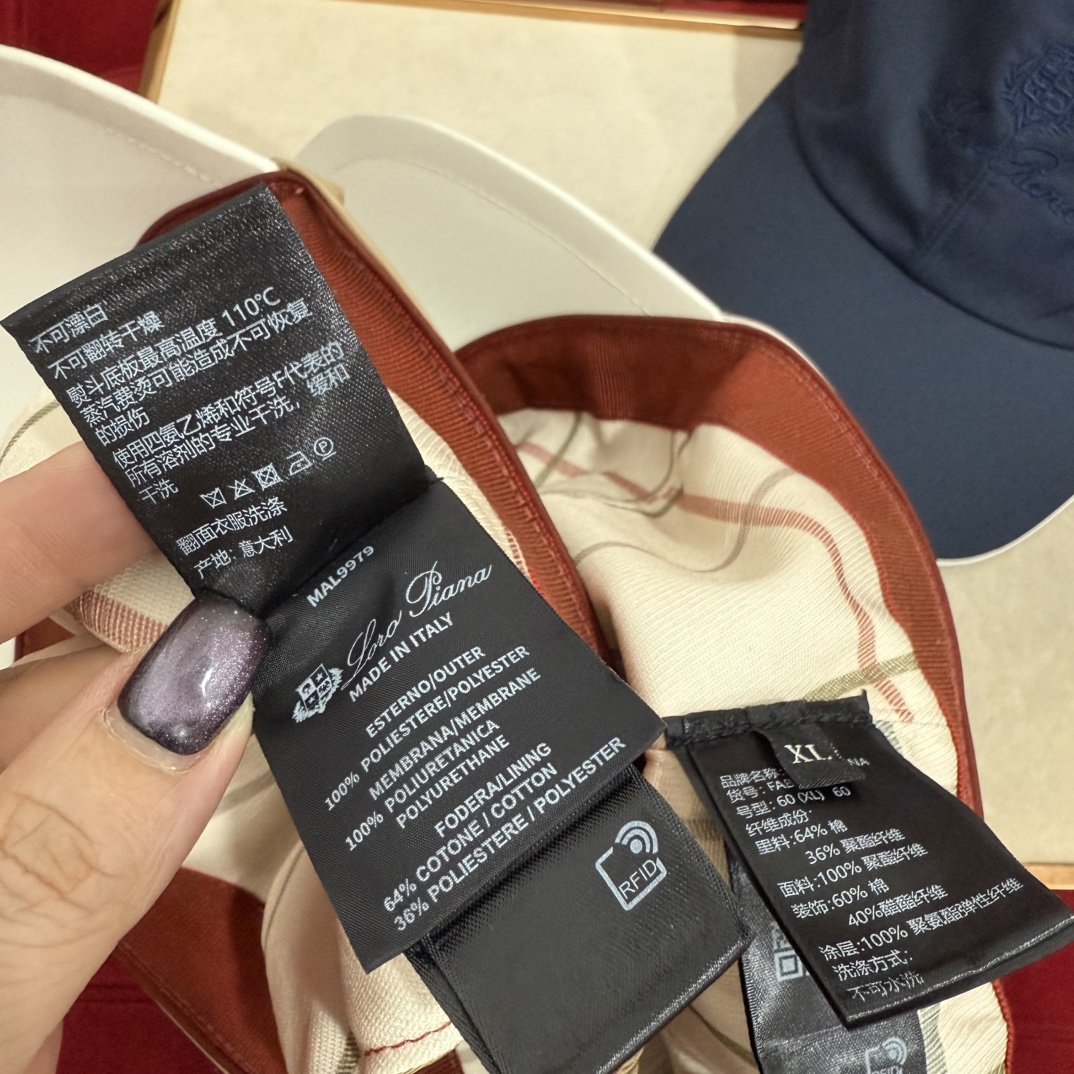 不可漂白
不可翻转干燥
熨斗底板最高温度 110°C
蒸汽费烫可能造成不可恢复
的损伤
使用四氨乙烯和符号F代表的
所有溶剂的专业干洗，缓和
干洗
P
翻面衣服洗涤
产地: 意大利
MAL9979
Loro Piana
MADE IN ITALY
ESTERNO/OUTER
100% POLIESTERE/POLYESTER
MEMBRANA/MEMBRANE
100% POLIURETANICA
POLYURETHANE
FODERA/LINING
64% COTONE / COTTON
36% POLIESTERE / POLYESTER
RFID
XL
品牌名称:
货号: FAB
号型: 60 (XL) 60
纤维成份:
里料:64% 棉
36% 聚酯纤维
面料:100% 聚酯纤维
装饰:60% 棉
40%醋酯纤维
涂层:100% 聚氨酯弹性纤维
洗涤方式:
不可水洗